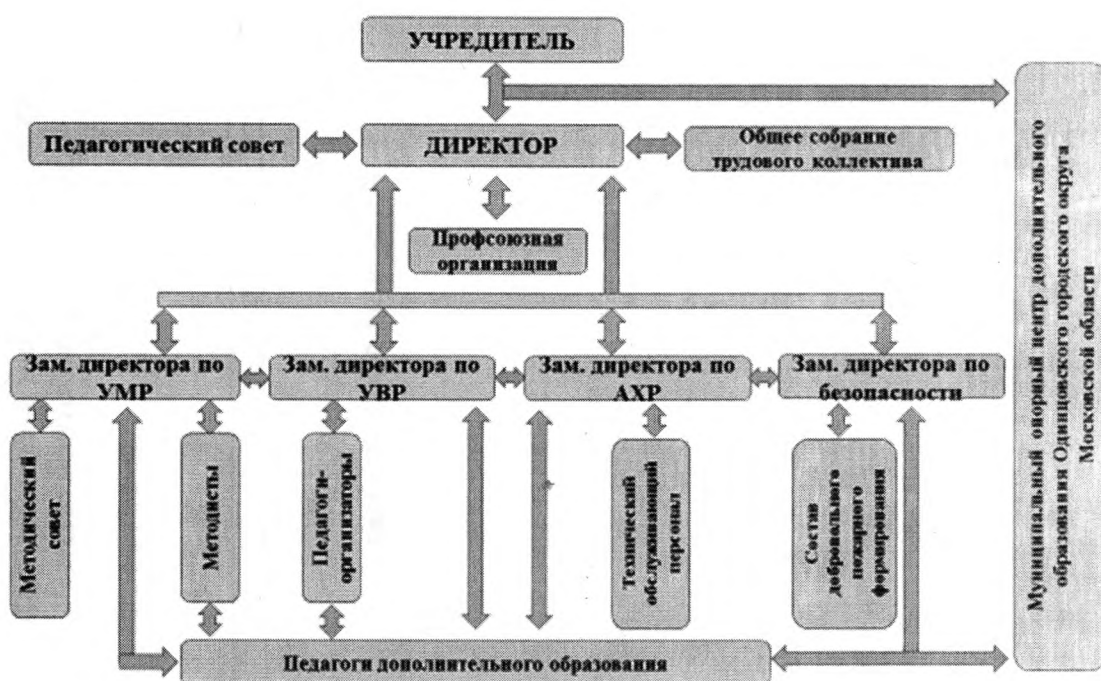 УЧРЕДИТЕЛЬ
Педагогический совет
ДИРЕКТОР
Общее собрание
трудового коллектива
Профсоюзная
организация
Зам. директора по
УМР
Зам. директора по
УВР
Зам. директора по
АХР
Зам. директора по
безопасности
Методический
совет
Методисты
Педагоги-
организаторы
Технический
обслуживающий
персонал
Состав
добровольного
пожарного
формирования
Педагоги дополнительного образования
Муниципальный опорный центр дополнительного
образования Одинцовского городского округа
Московской области